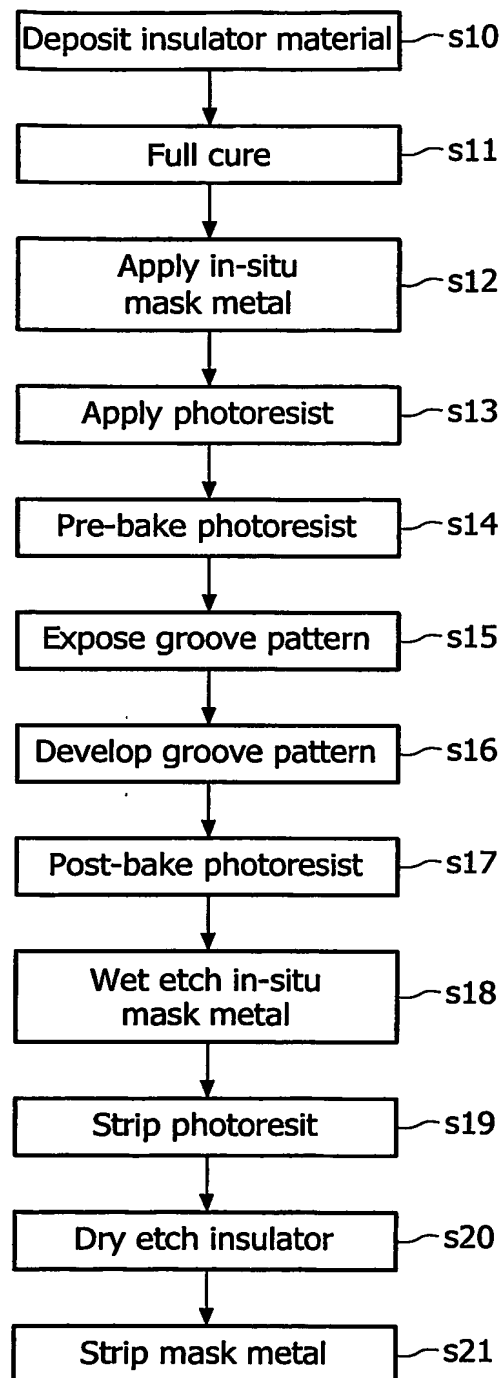 Deposit insulator material s10
Full cure s11
Apply in-situ
mask metal s12
Apply photoresist s13
Pre-bake photoresist s14
Expose groove pattern s15
Develop groove pattern s16
Post-bake photoresist s17
Wet etch in-situ
mask metal s18
Strip photoresit s19
Dry etch insulator s20
Strip mask metal s21